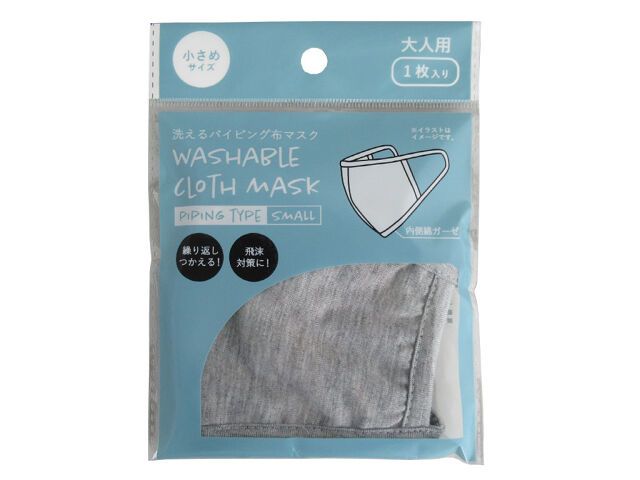 小さめ
サイズ
大人用
1枚入り
洗えるパイピング布マスク
WASHABLE
CLOTH MASK
PIPING TYPE SMALL
※イラストは
イメージです。
内側綿ガーゼ
繰り返し
つかえる！
飛沫
対策に！